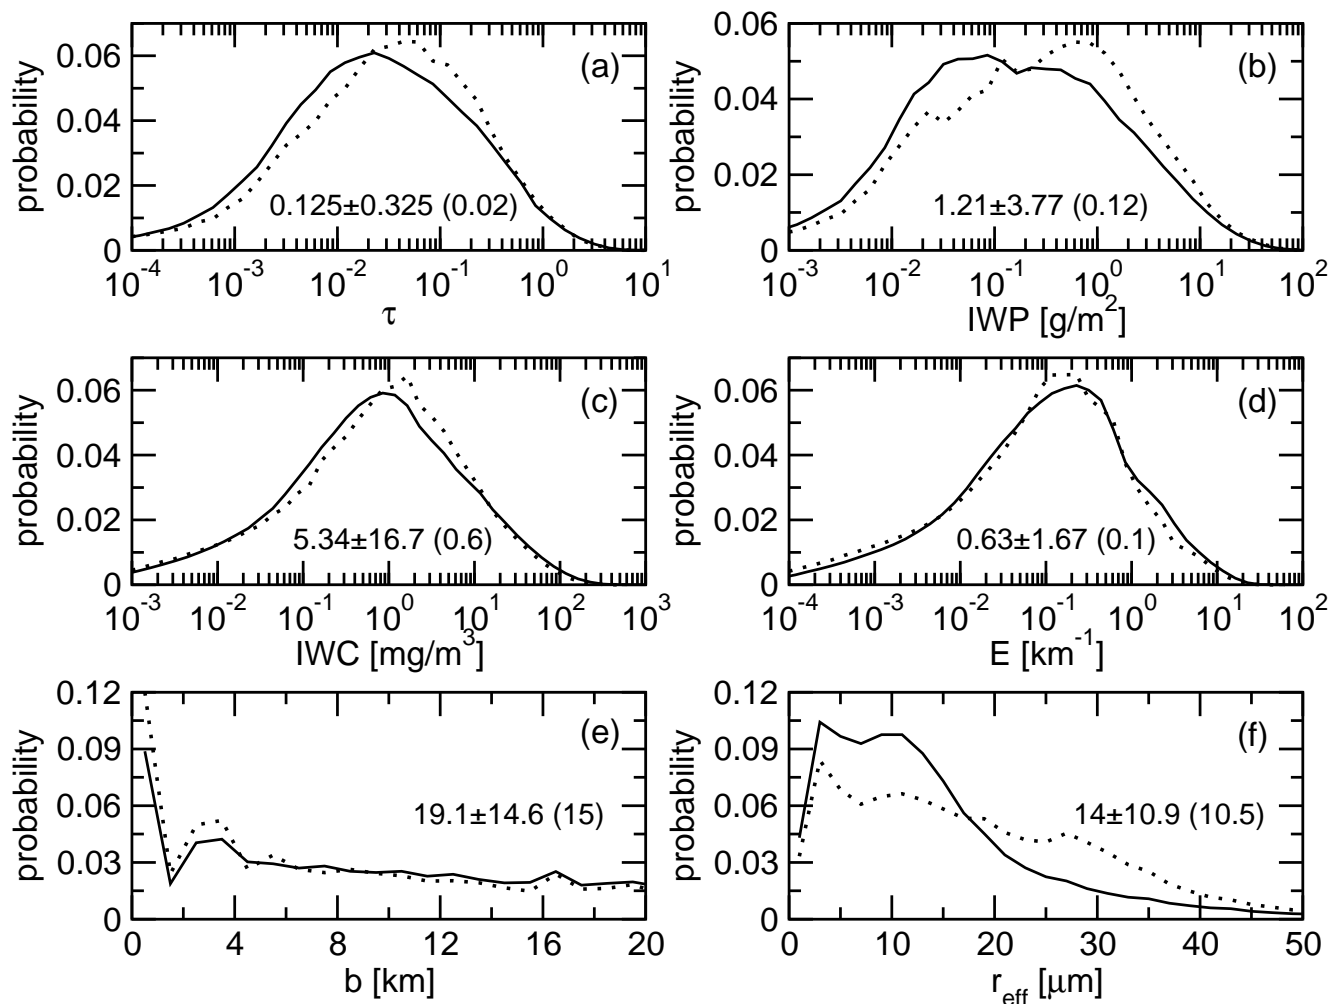 probability
0.06
0.04
0.02
0
(a)
0.125±0.325 (0.02)
10^-4 10^-3 10^-2 10^-1 10^0 10^1
τ
probability
0.06
0.04
0.02
0
(b)
1.21±3.77 (0.12)
10^-3 10^-2 10^-1 10^0 10^1 10^2
IWP [g/m^2]
probability
0.06
0.04
0.02
0
(c)
5.34±16.7 (0.6)
10^-3 10^-2 10^-1 10^0 10^1 10^2 10^3
IWC [mg/m^3]
probability
0.06
0.04
0.02
0
(d)
0.63±1.67 (0.1)
10^-4 10^-3 10^-2 10^-1 10^0 10^1 10^2
E [km^-1]
probability
0.12
0.09
0.06
0.03
0
(e)
19.1±14.6 (15)
0 4 8 12 16 20
b [km]
probability
0.12
0.09
0.06
0.03
0
(f)
14±10.9 (10.5)
0 10 20 30 40 50
r_eff [μm]